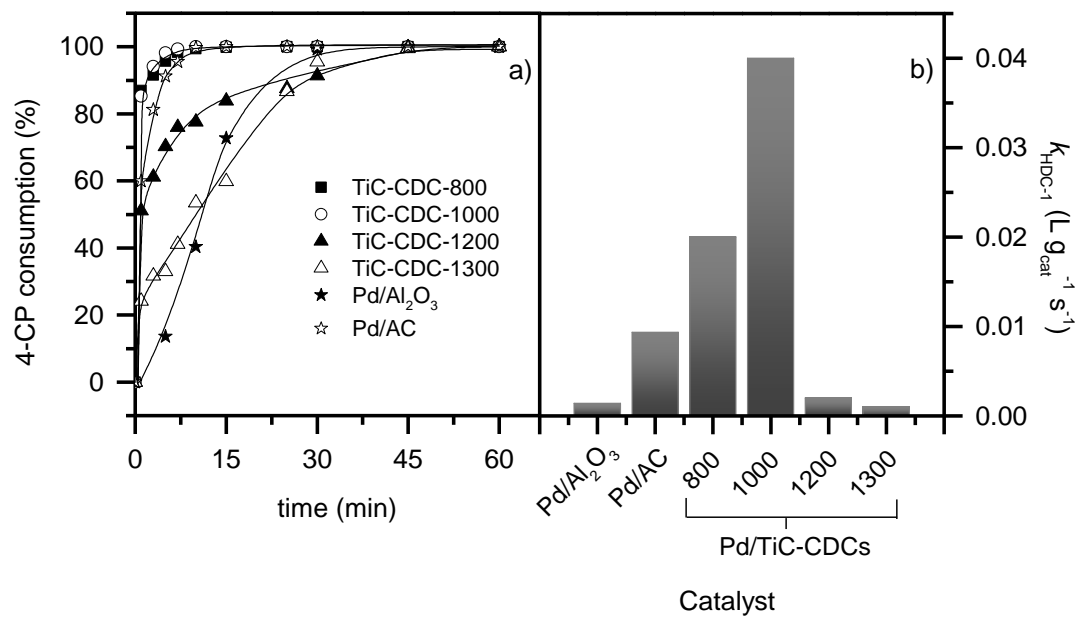 4-CP consumption (%)
100
80
60
40
20
0
a)
TiC-CDC-800
TiC-CDC-1000
TiC-CDC-1200
TiC-CDC-1300
Pd/Al₂O₃
Pd/AC
0 15 30 45 60
time (min)
b)
0.04
0.03
0.02
0.01
0.00
k_HDC-1 (L g_cat⁻¹ s⁻¹)
Pd/Al₂O₃ Pd/AC 800 1000 1200 1300
Pd/TiC-CDCs
Catalyst